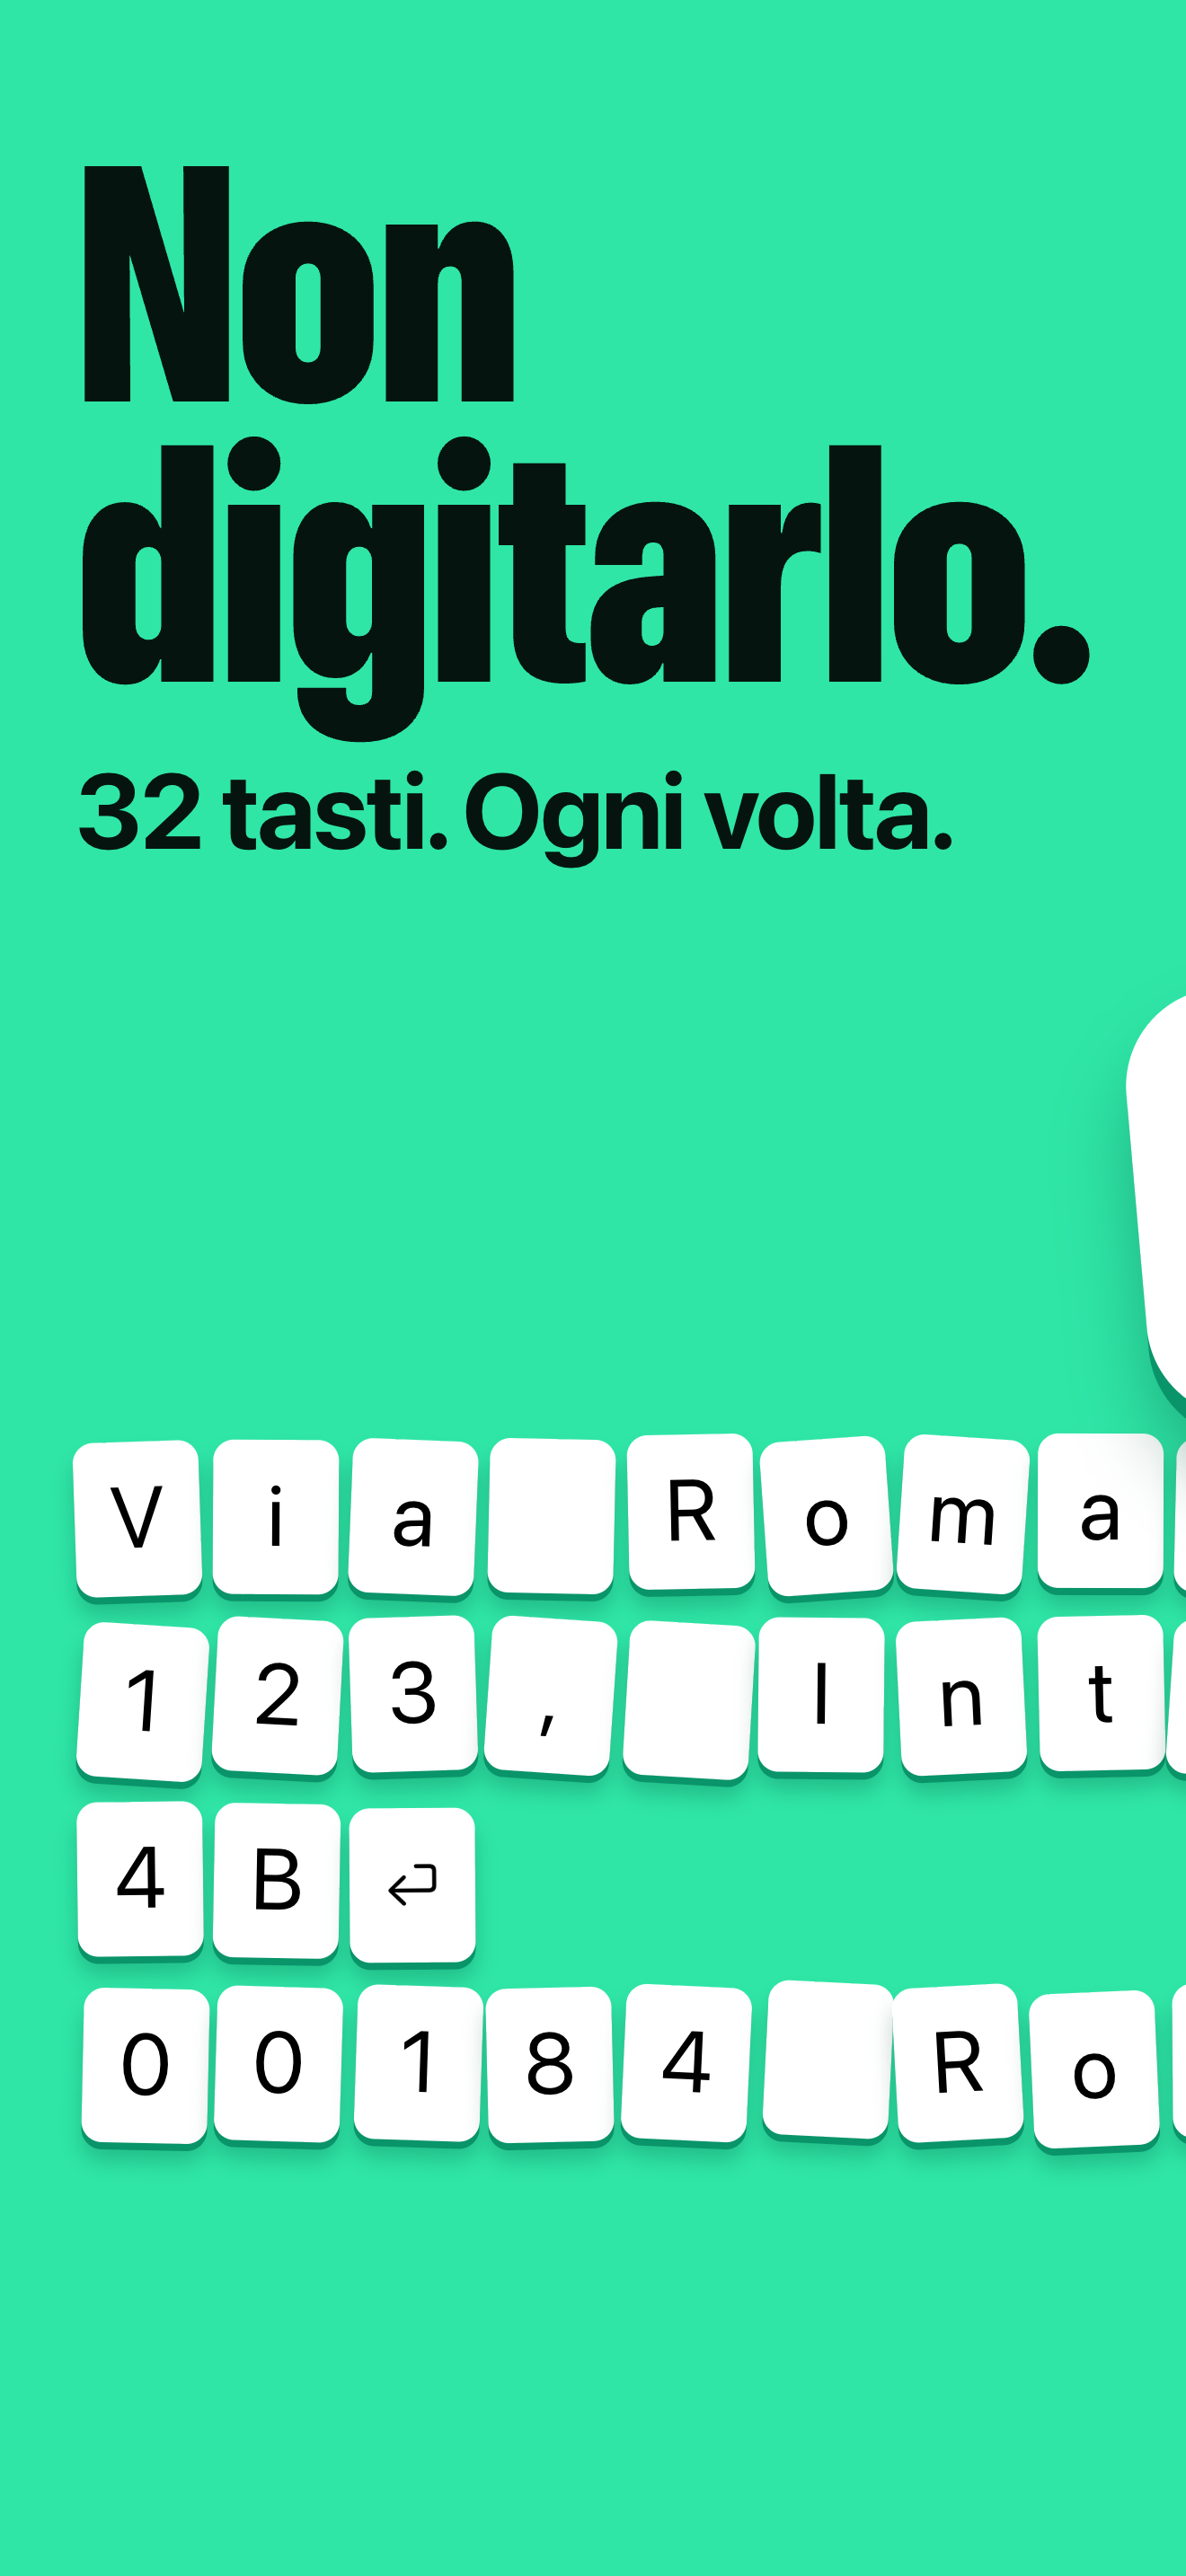 Non
digitarlo.
32 tasti. Ogni volta.
Via Roma
123, Int
4B⏎
00184 Ro